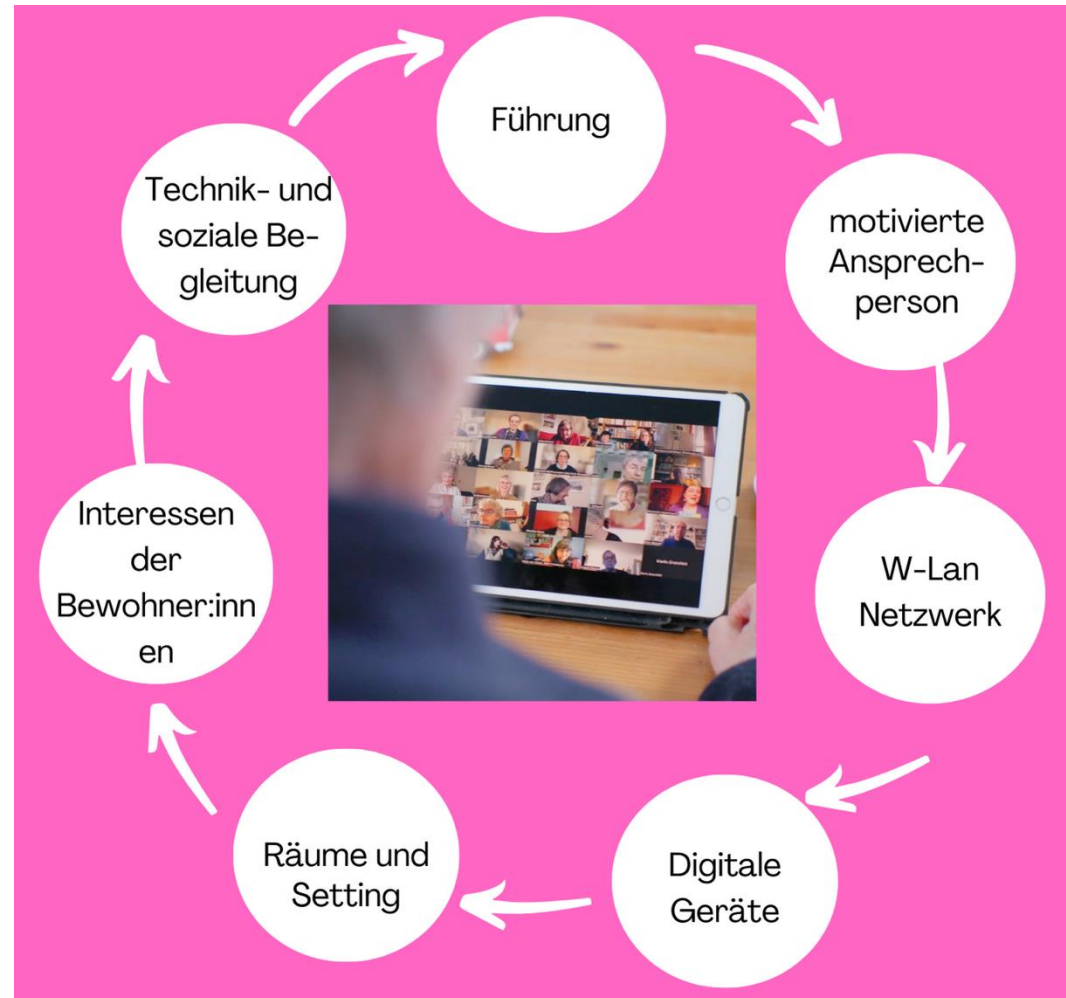 Führung
motivierte
Ansprech-
person
W-Lan
Netzwerk
Digitale
Geräte
Räume und
Setting
Interessen
der
Bewohner:inn
en
Technik- und
soziale Be-
gleitung